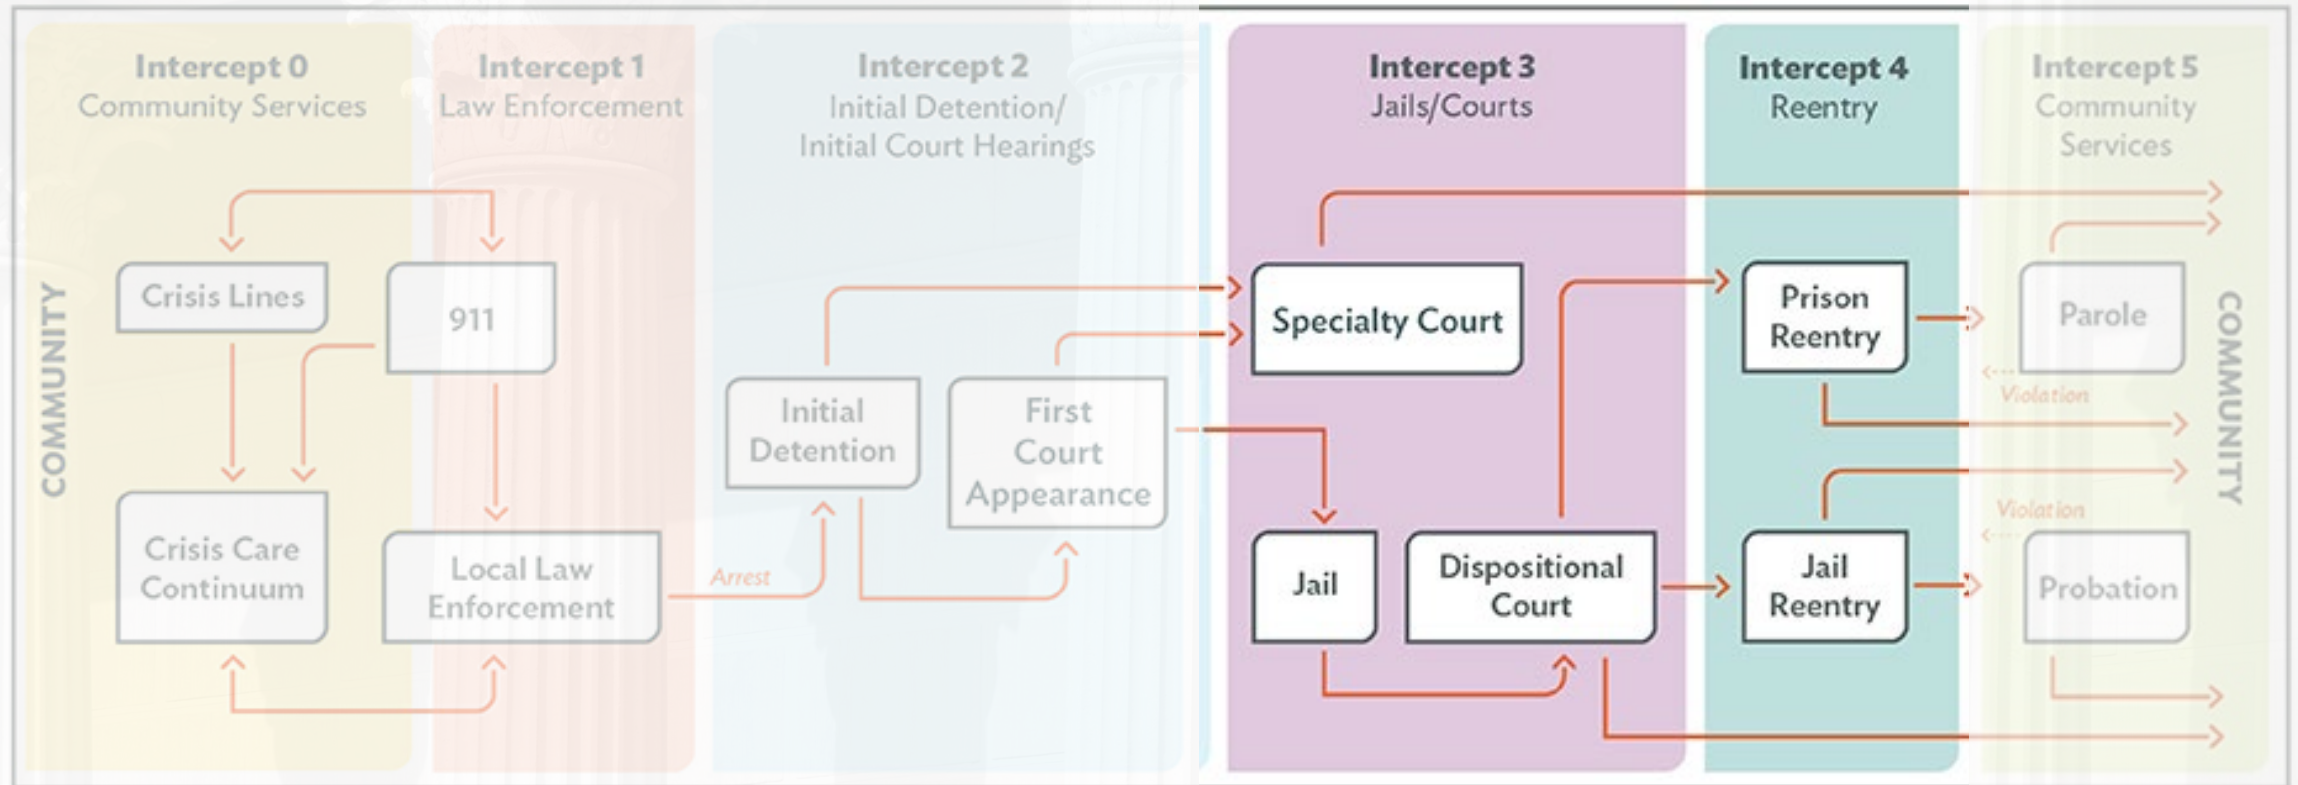 Intercept 0
Community Services
Intercept 1
Law Enforcement
Intercept 2
Initial Detention/
Initial Court Hearings
Intercept 3
Jails/Courts
Intercept 4
Reentry
Intercept 5
Community
Services
COMMUNITY
Crisis Lines
911
Crisis Care
Continuum
Local Law
Enforcement
Arrest
Initial
Detention
First
Court
Appearance
Specialty Court
Jail
Dispositional
Court
Prison
Reentry
Jail
Reentry
Parole
Violation
Violation
Probation
COMMUNITY